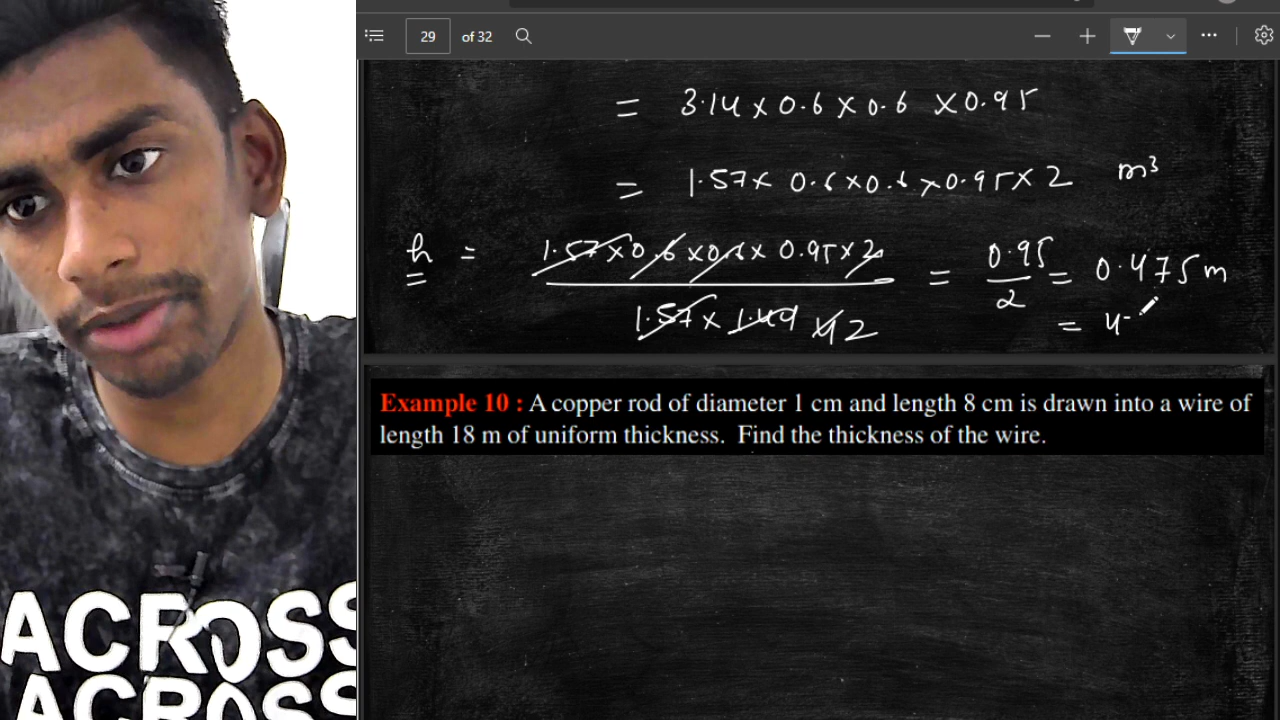 29 of 32
= 3.14 x 0.6 x 0.6 x 0.95
= 1.57 x 0.6 x 0.6 x 0.95 x 2 m³
h = 1.57 x 0.6 x 0.6 x 0.95 x 2 = 0.95 = 0.475 m
1.57 x 1.44 2 2
= 4
Example 10 : A copper rod of diameter 1 cm and length 8 cm is drawn into a wire of
length 18 m of uniform thickness. Find the thickness of the wire.
ACROSS
ACROSS